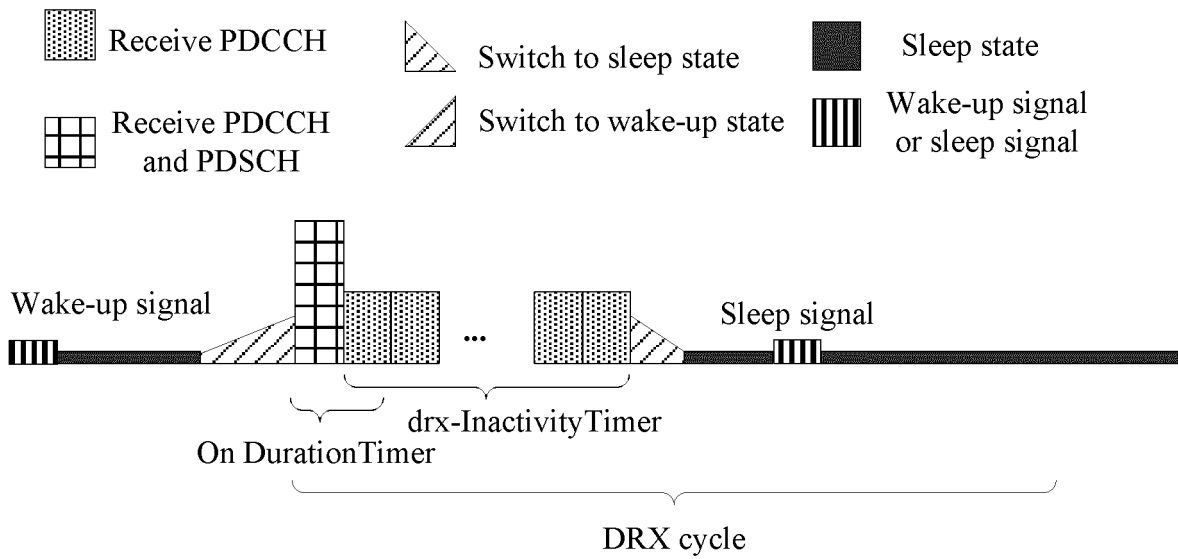 Receive PDCCH
Switch to sleep state
Sleep state
Receive PDCCH
and PDSCH
Switch to wake-up state
Wake-up signal
or sleep signal
Wake-up signal
...
Sleep signal
drx-InactivityTimer
On DurationTimer
DRX cycle